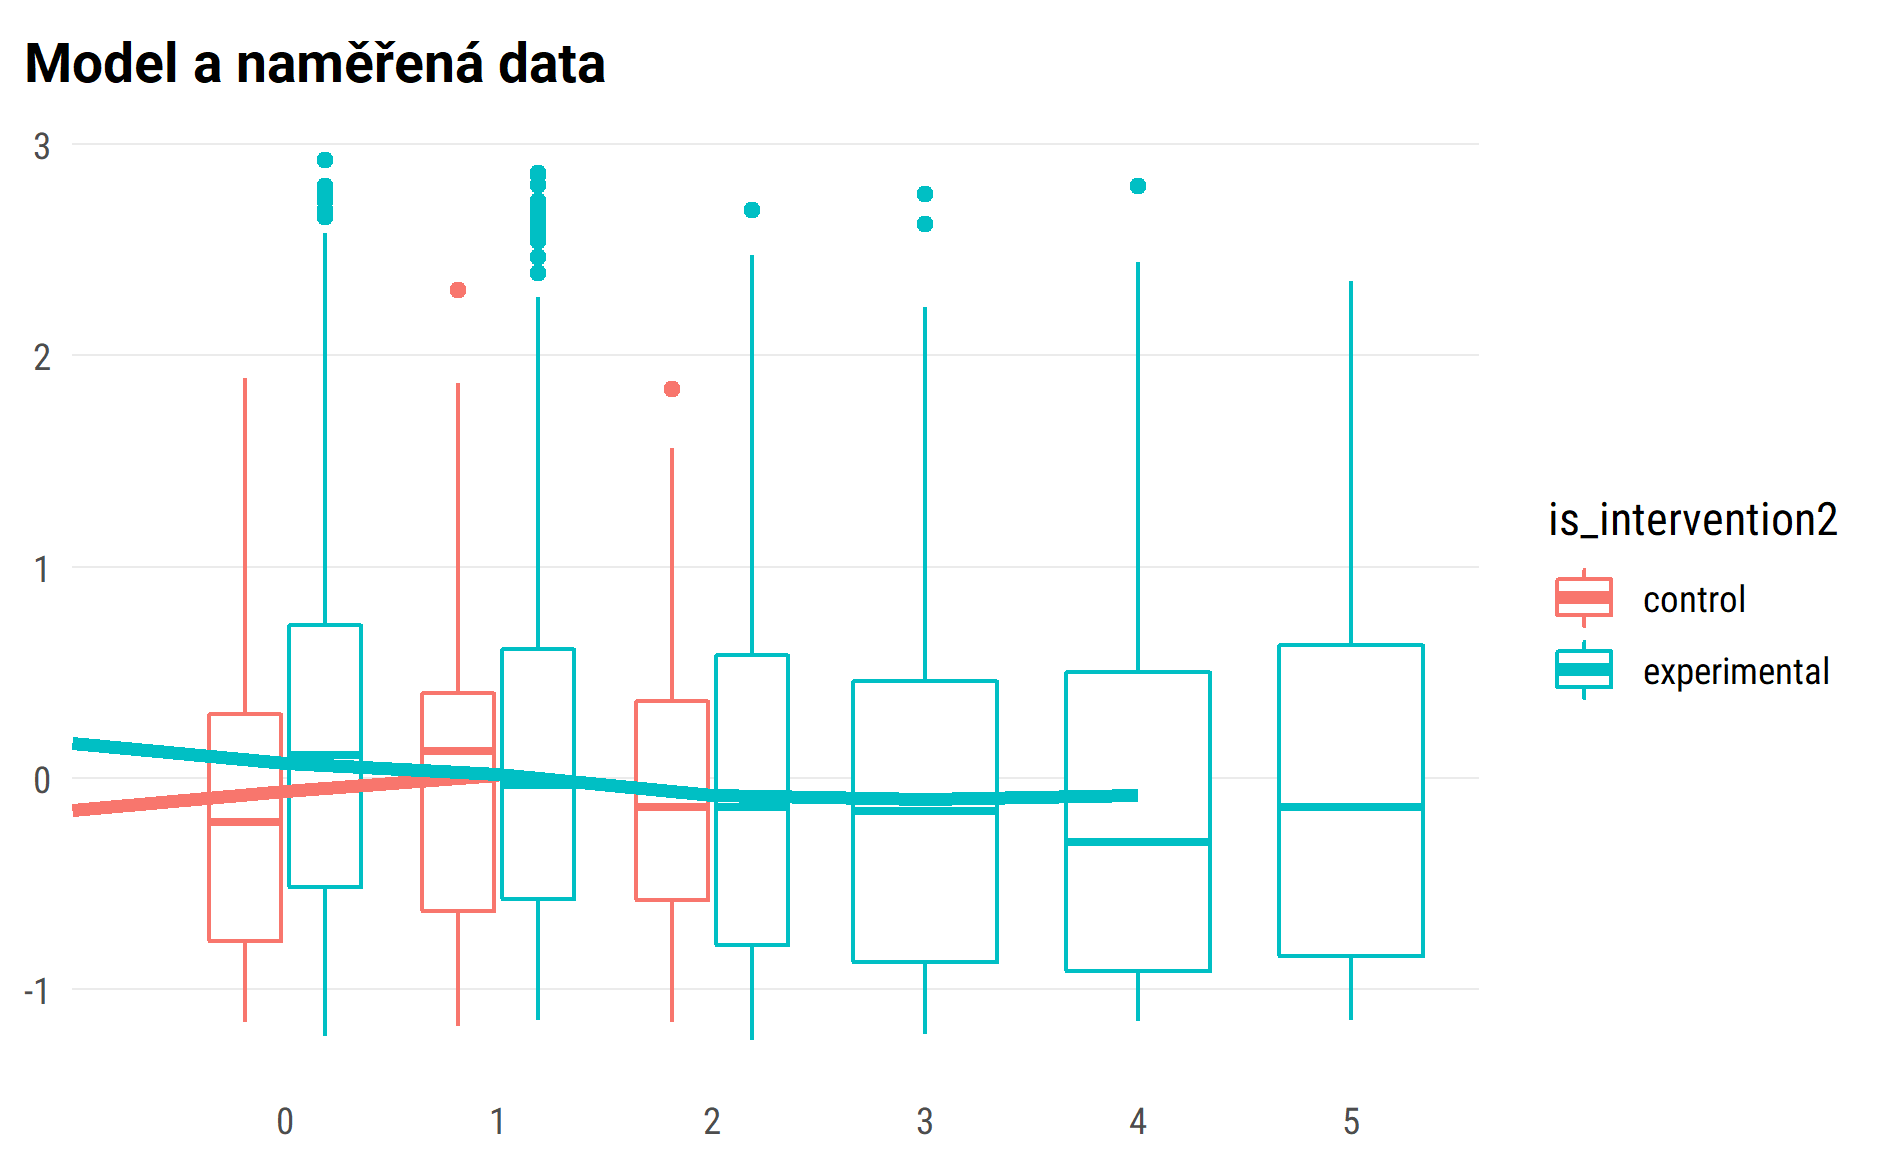 Model a naměřená data
3
2
1
0
-1
0 1 2 3 4 5
is_intervention2
control
experimental